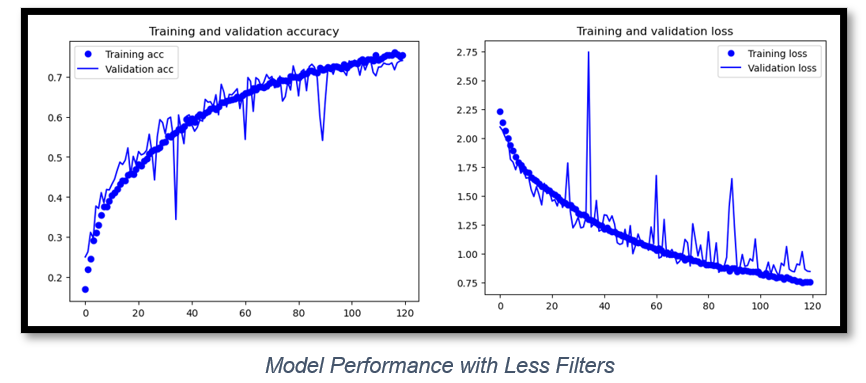 Training and validation accuracy
Training acc
Validation acc
0.7
0.6
0.5
0.4
0.3
0.2
0 20 40 60 80 100 120
Training and validation loss
Training loss
Validation loss
2.75
2.50
2.25
2.00
1.75
1.50
1.25
1.00
0.75
0 20 40 60 80 100 120
Model Performance with Less Filters